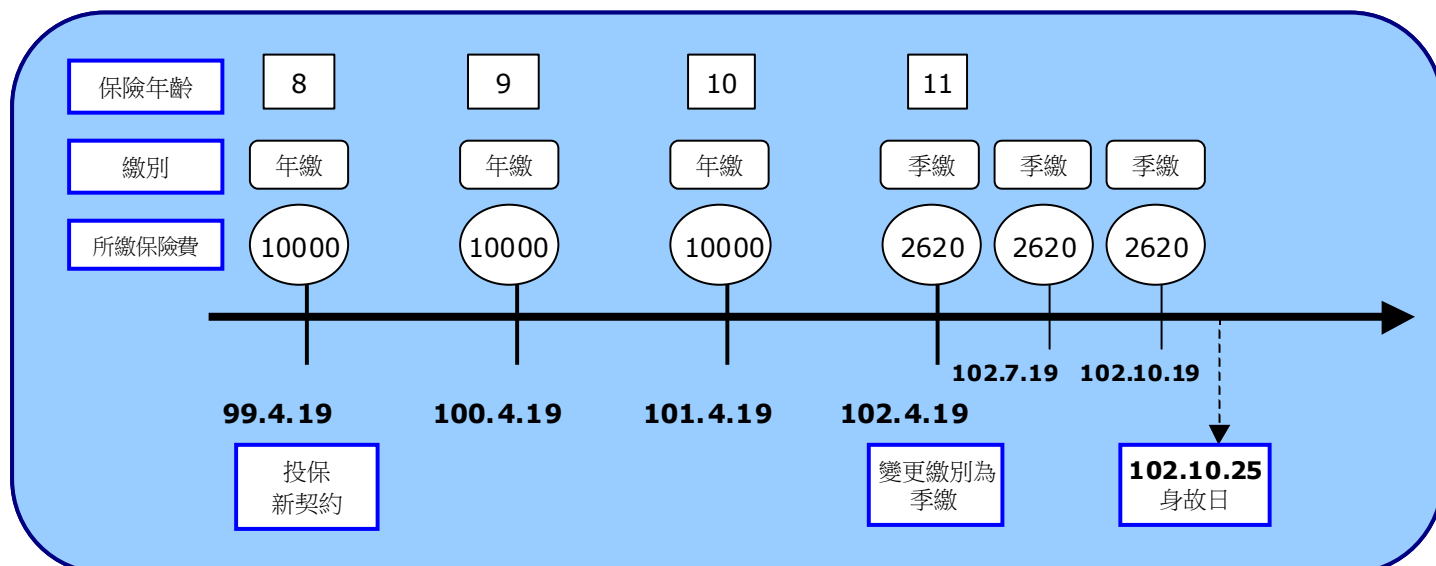 保險年齡 8 9 10 11
繳別 年繳 年繳 年繳 季繳 季繳 季繳
所繳保險費 10000 10000 10000 2620 2620 2620
102.7.19 102.10.19
99.4.19 100.4.19 101.4.19 102.4.19
投保
新契約
變更繳別為
季繳
102.10.25
身故日